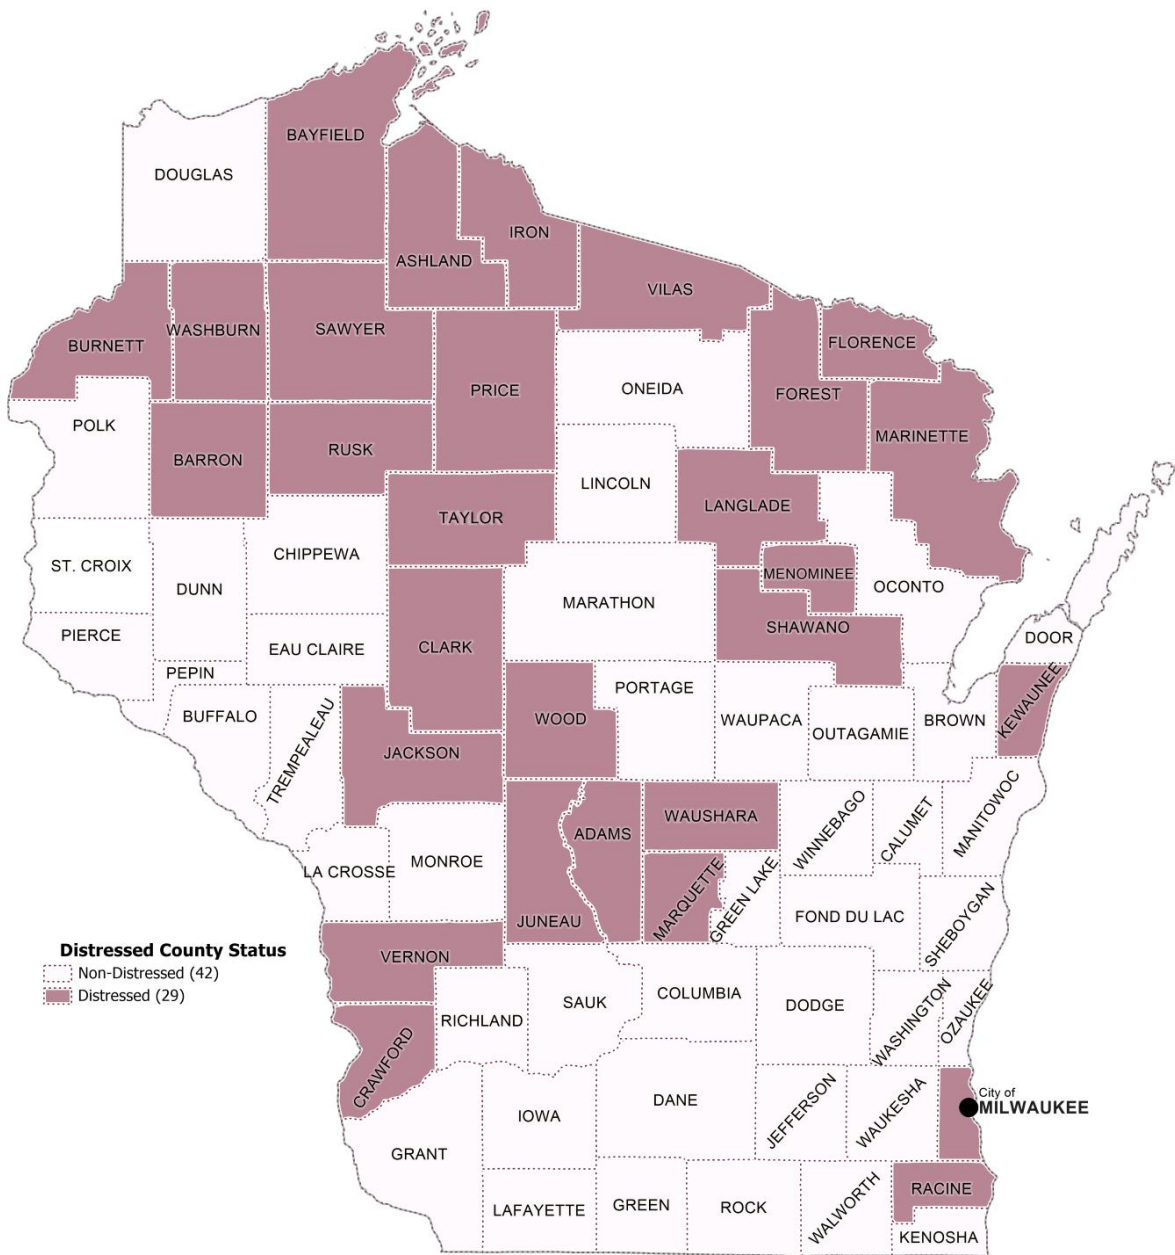 BAYFIELD
DOUGLAS
IRON
ASHLAND
VILAS
WASHBURN
SAWYER
BURNETT
FLORENCE
PRICE
ONEIDA
FOREST
POLK
MARINETTE
RUSK
BARRON
LINCOLN
LANGLADE
TAYLOR
CHIPPEWA
ST. CROIX
DUNN
MENOMINEE
OCONTO
MARATHON
SHAWANO
PIERCE
DOOR
EAU CLAIRE
CLARK
PEPIN
PORTAGE
KEWAUNEE
BUFFALO
WOOD
WAUPACA
BROWN
TREMPEALEAU
OUTAGAMIE
JACKSON
MANITOWOC
WAUSHARA
WINNEBAGO
CALUMET
ADAMS
MONROE
LA CROSSE
MARQUETTE
GREEN LAKE
JUNEAU
FOND DU LAC
SHEBOYGAN
Distressed County Status
Non-Distressed (42)
Distressed (29)
VERNON
COLUMBIA
SAUK
DODGE
RICHLAND
WASHINGTON
OZAUKEE
CRAWFORD
City of
MILWAUKEE
DANE
IOWA
JEFFERSON
WAUKESHA
GRANT
RACINE
LAFAYETTE
GREEN
ROCK
WALWORTH
KENOSHA